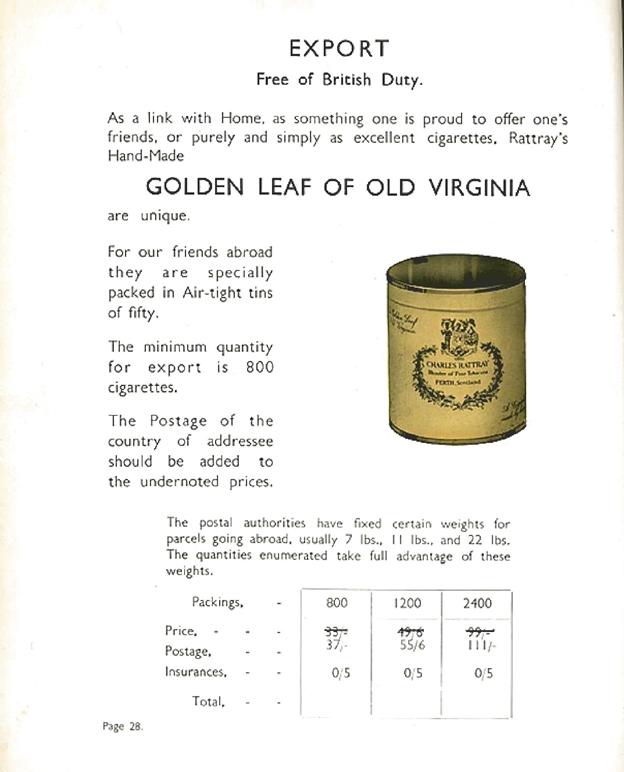 EXPORT
Free of British Duty.
As a link with Home, as something one is proud to offer one's
friends, or purely and simply as excellent cigarettes, Rattray's
Hand-Made
GOLDEN LEAF OF OLD VIRGINIA
are unique.
For our friends abroad
they are specially
packed in Air-tight tins
of fifty.
The minimum quantity
for export is 800
cigarettes.
The Postage of the
country of addressee
should be added to
the undernoted prices.
CHARLES RATTRAY
Blender of Fine Tobaccos
PERTH, Scotland
The postal authorities have fixed certain weights for
parcels going abroad, usually 7 lbs., 11 lbs., and 22 lbs.
The quantities enumerated take full advantage of these
weights.
Packings, - 800 1200 2400
Price, - - - 33/- 49/6 99/-
37/- 55/6 111/-
Postage, - -
Insurances, - - 0/5 0/5 0/5
Total, - -
Page 28.